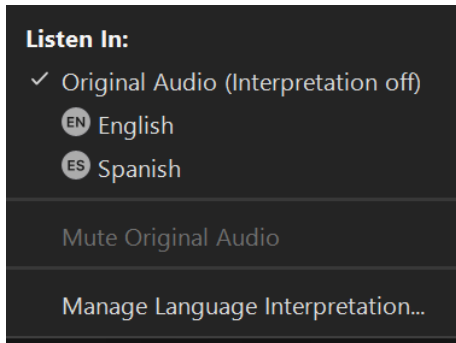 Listen In:
✓ Original Audio (Interpretation off)
EN English
ES Spanish
Mute Original Audio
Manage Language Interpretation...